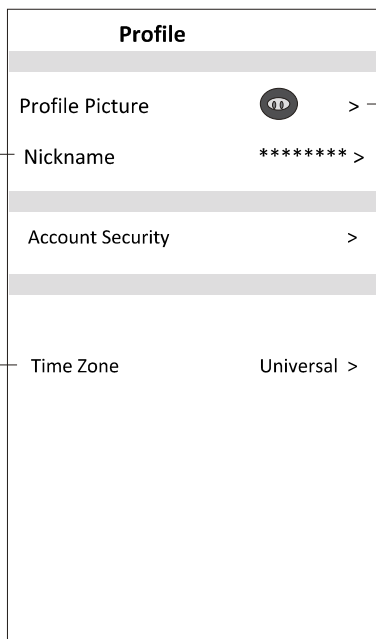 Profile
Profile Picture >
Nickname ******** >
Account Security >
Time Zone Universal >